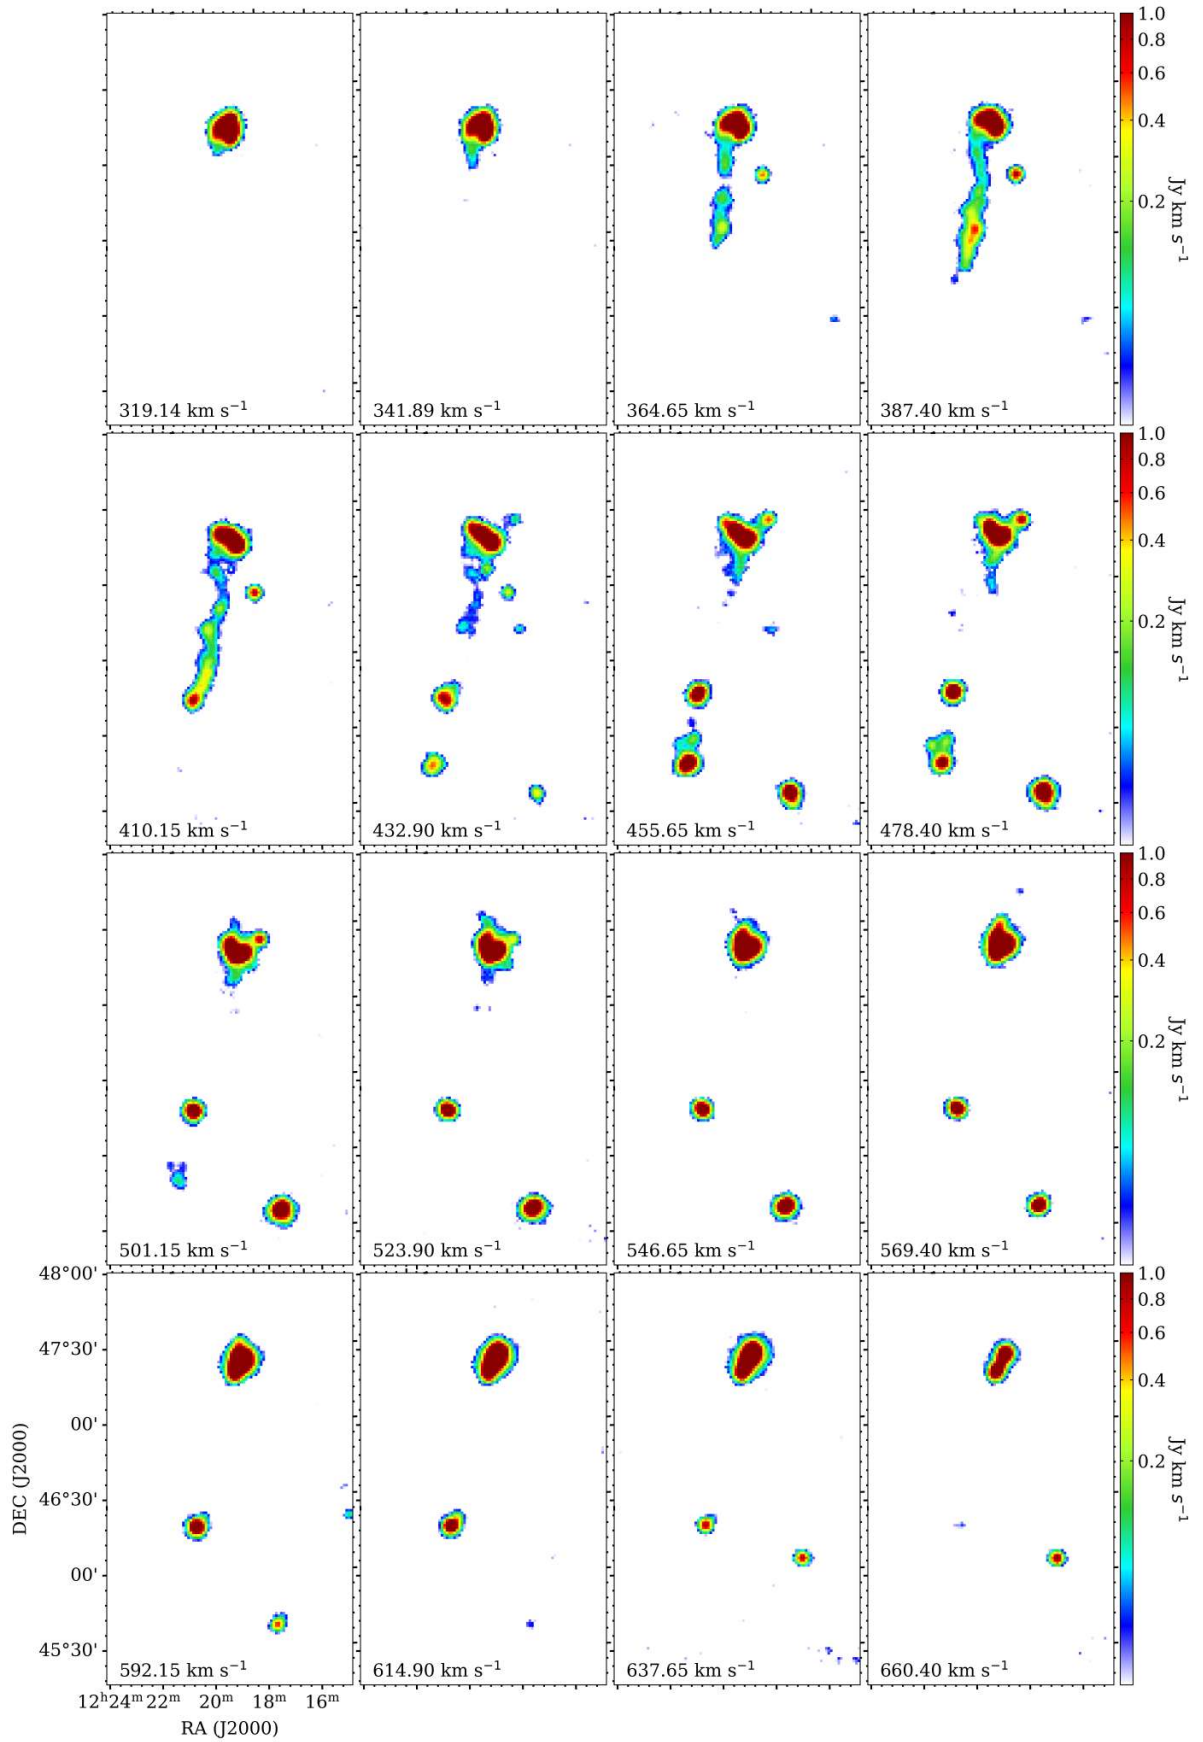 319.14 km s⁻¹
341.89 km s⁻¹
364.65 km s⁻¹
387.40 km s⁻¹
1.0
0.8
0.6
0.4
0.2
Jy km s⁻¹
410.15 km s⁻¹
432.90 km s⁻¹
455.65 km s⁻¹
478.40 km s⁻¹
1.0
0.8
0.6
0.4
0.2
Jy km s⁻¹
501.15 km s⁻¹
523.90 km s⁻¹
546.65 km s⁻¹
569.40 km s⁻¹
1.0
0.8
0.6
0.4
0.2
Jy km s⁻¹
48°00'
47°30'
00'
46°30'
00'
45°30'
DEC (J2000)
592.15 km s⁻¹
614.90 km s⁻¹
637.65 km s⁻¹
660.40 km s⁻¹
1.0
0.8
0.6
0.4
0.2
Jy km s⁻¹
12ʰ24ᵐ 22ᵐ 20ᵐ 18ᵐ 16ᵐ
RA (J2000)